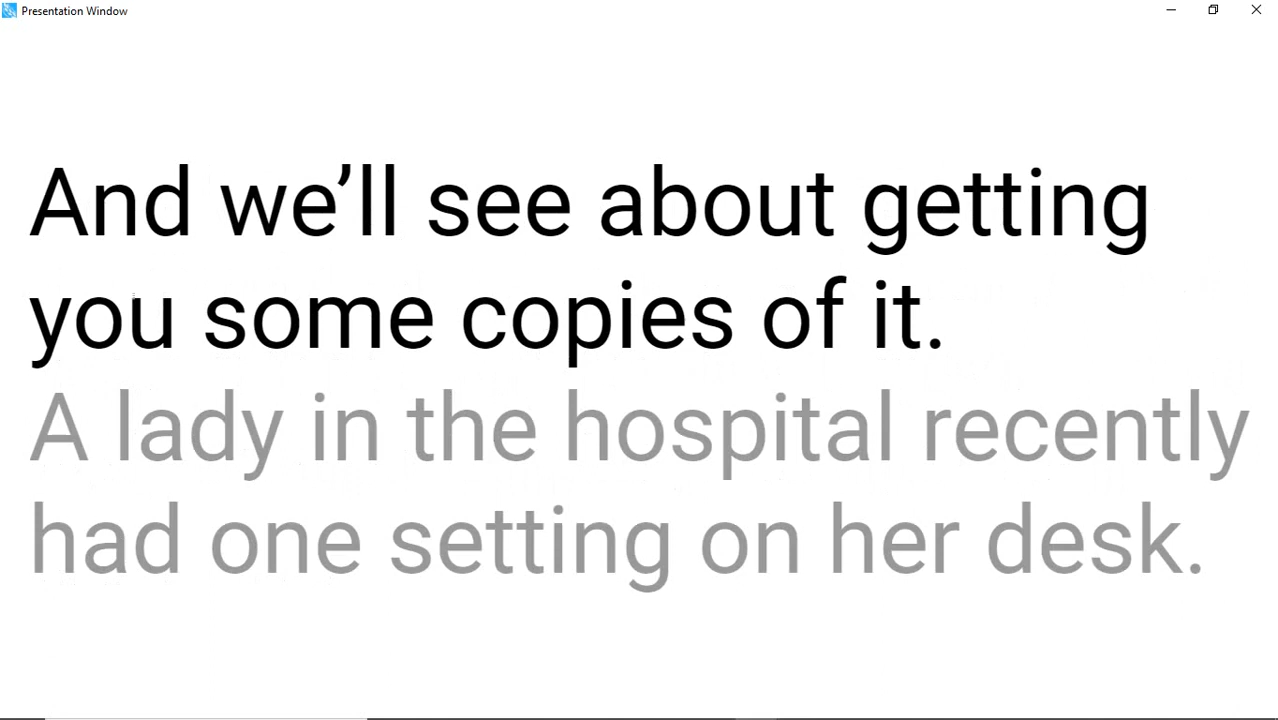 Presentation Window
And we’ll see about getting
you some copies of it.
A lady in the hospital recently
had one setting on her desk.